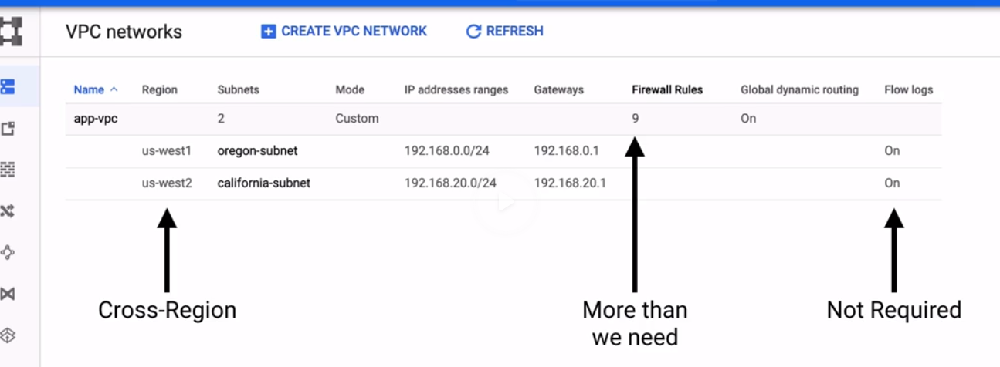 VPC networks CREATE VPC NETWORK REFRESH
Name Region Subnets Mode IP addresses ranges Gateways Firewall Rules Global dynamic routing Flow logs
app-vpc 2 Custom 9 On
us-west1 oregon-subnet 192.168.0.0/24 192.168.0.1 On
us-west2 california-subnet 192.168.20.0/24 192.168.20.1 On
Cross-Region
More than
we need
Not Required